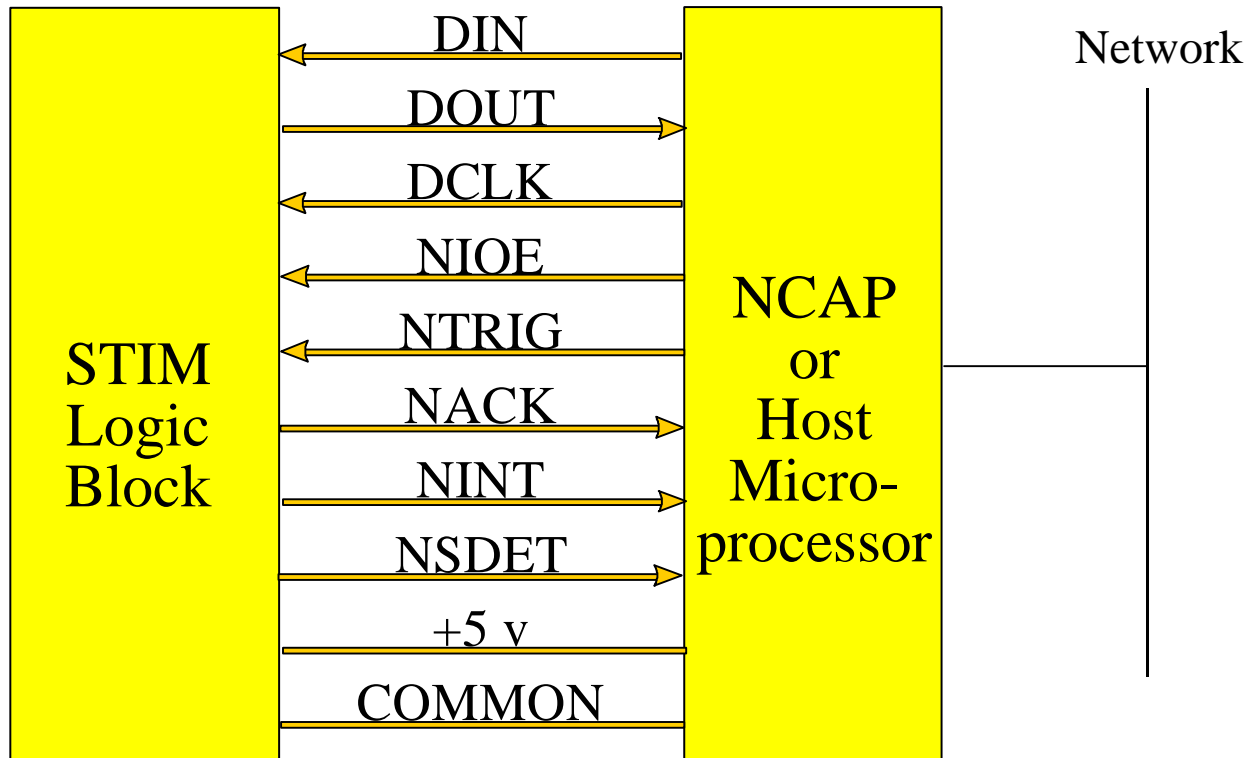 DIN
Network
DOUT
DCLK
NIOE
NTRIG
NACK
NINT
NSDET
+5 v
COMMON
STIM
Logic
Block
NCAP
or
Host
Micro-
processor